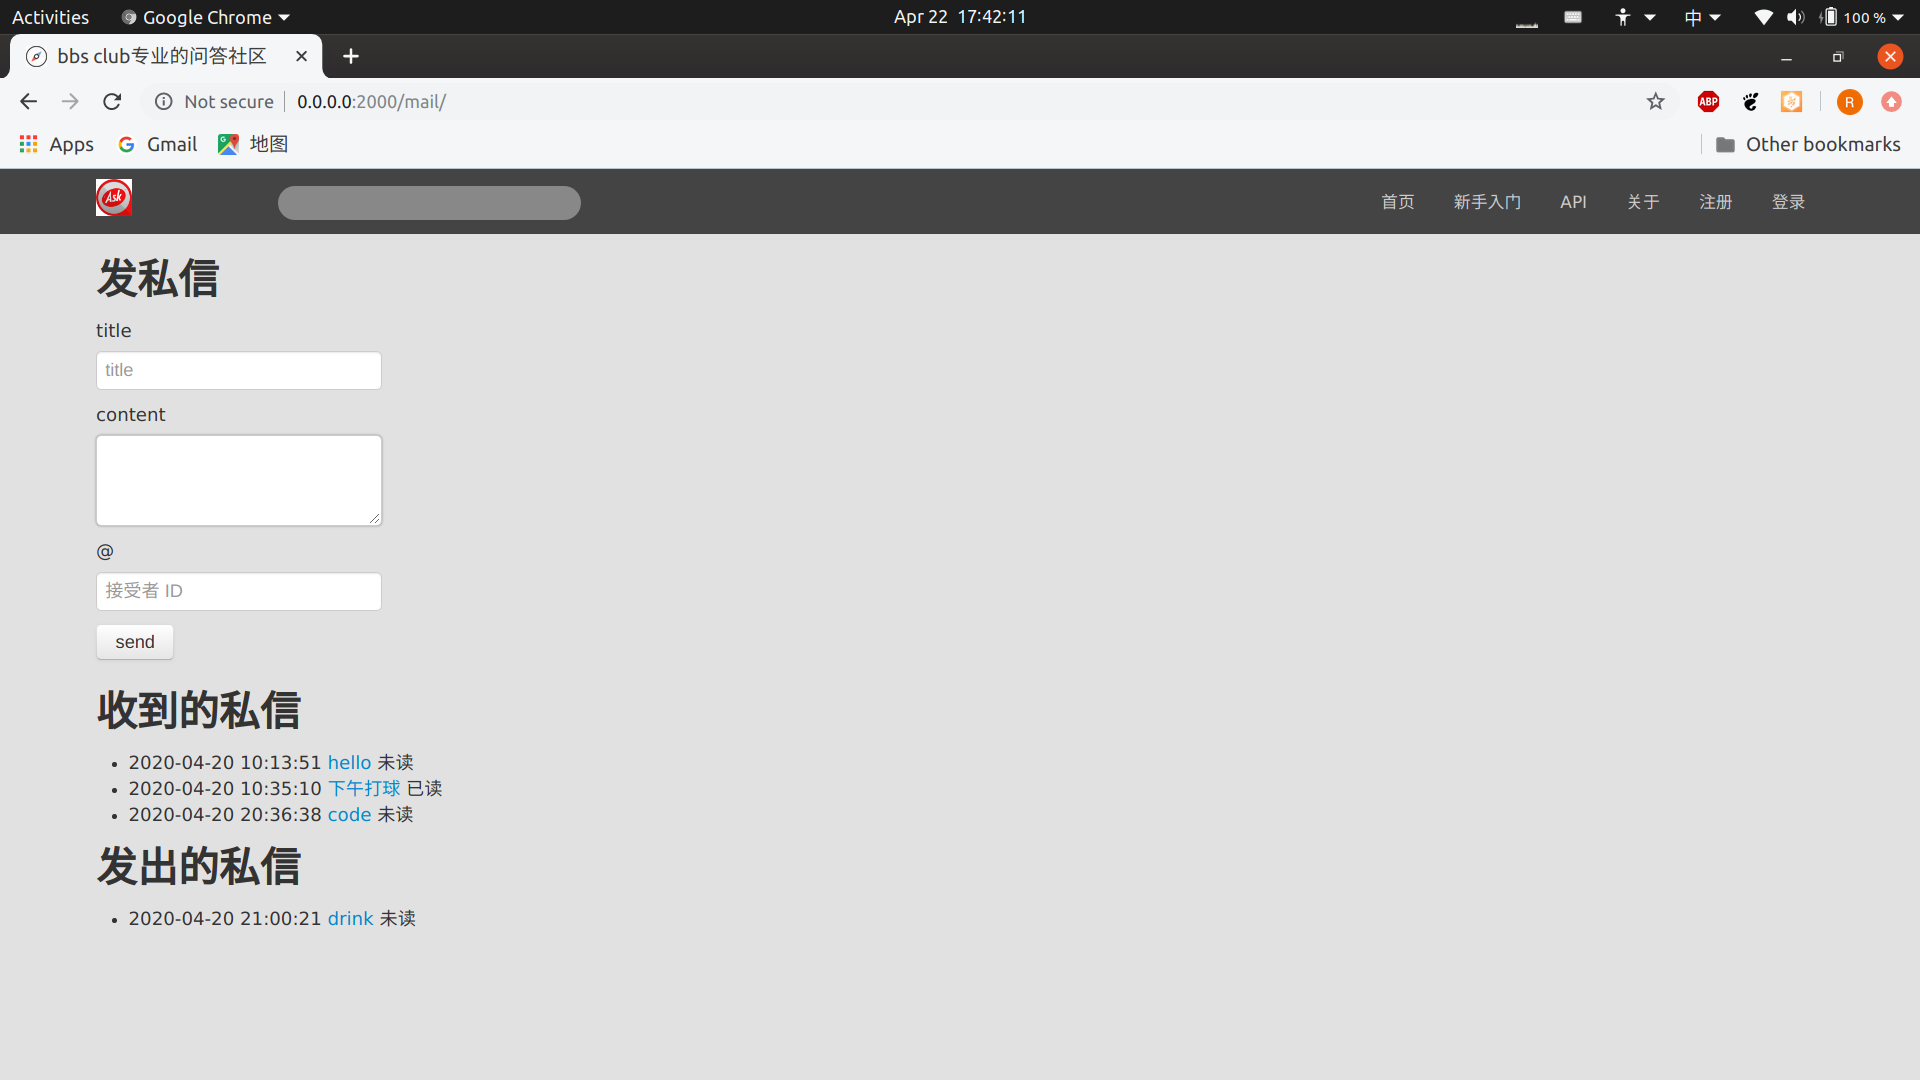 Activities Google Chrome Apr 22 17:42:11 中 100 %
bbs club专业的问答社区
Not secure 0.0.0.0:2000/mail/ ABP R
Apps Gmail 地图 Other bookmarks
Ask 首页 新手入门 API 关于 注册 登录
发私信
title
title
content
@
接受者 ID
send
收到的私信
2020-04-20 10:13:51 hello 未读
2020-04-20 10:35:10 下午打球 已读
2020-04-20 20:36:38 code 未读
发出的私信
2020-04-20 21:00:21 drink 未读